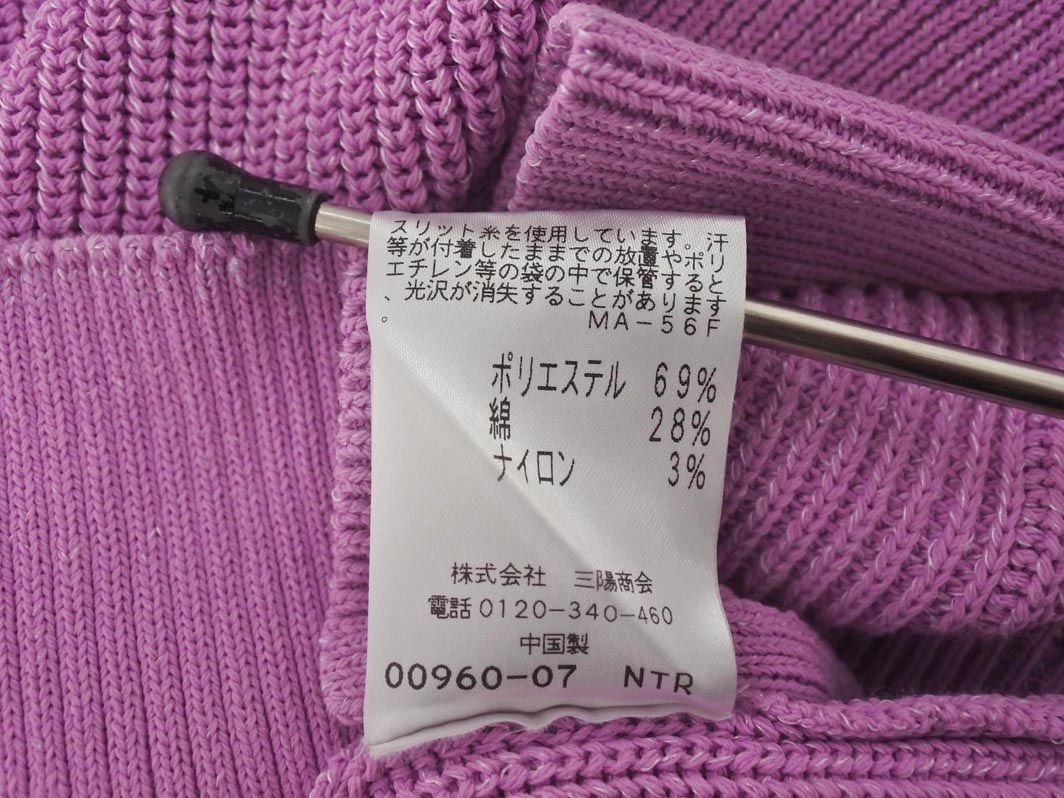 スリット糸を使用しています。汗
等が付着したままでの放置やポリ
エチレン等の袋の中で保管すると
、光沢が消失することがあります
。
MA-56F
ポリエステル 69%
綿 28%
ナイロン 3%
株式会社 三陽商会
電話0120-340-460
中国製
00960-07 NTR